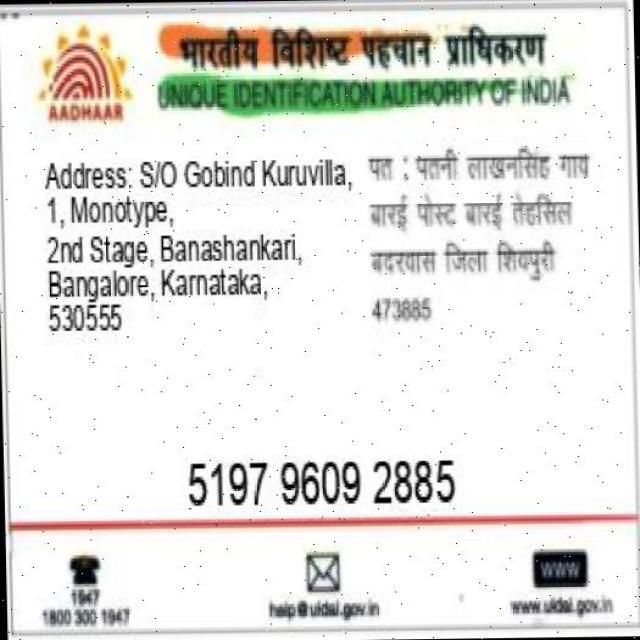 भारतीय विशिष्ट पहचान प्राधिकरण
UNIQUE IDENTIFICATION AUTHORITY OF INDIA
AADHAAR
Address: S/O Gobind Kuruvilla,
1, Monotype,
2nd Stage, Banashankari,
Bangalore, Karnataka,
530555
पत : पतनी लाखनसिंह गाव
बारई पोस्ट बारई तेहसिल
बदरवास जिला शिवपुरी
473885
5197 9609 2885
1947
1800 300 1947
help@uidai.gov.in
WWW
www.uidai.gov.in